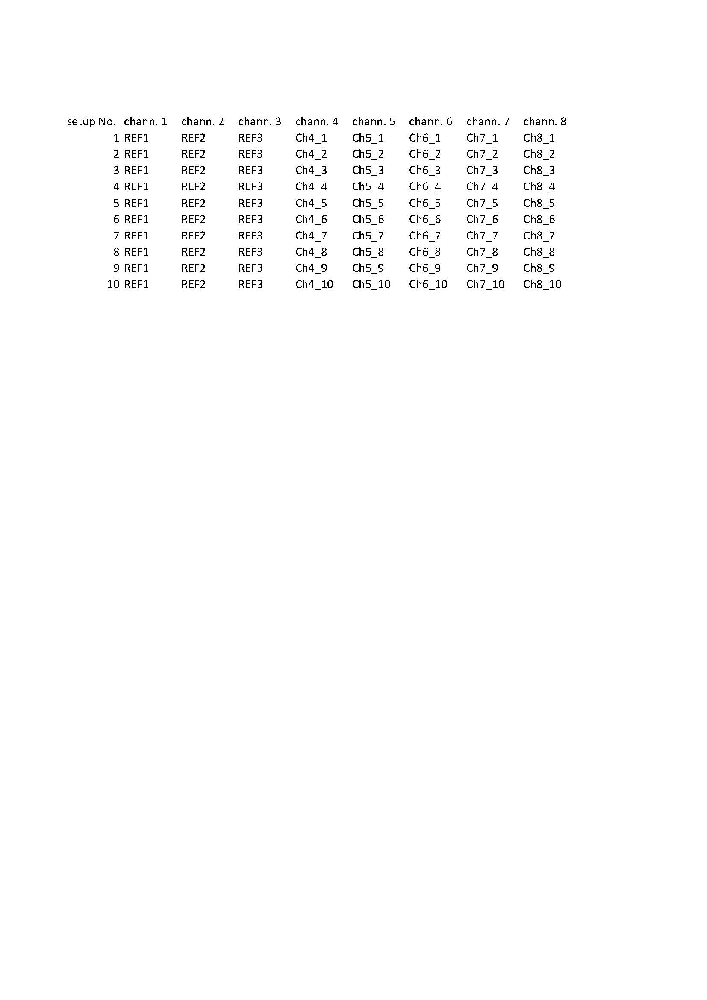 setup No. chann. 1 chann. 2 chann. 3 chann. 4 chann. 5 chann. 6 chann. 7 chann. 8
1 REF1 REF2 REF3 Ch4_1 Ch5_1 Ch6_1 Ch7_1 Ch8_1
2 REF1 REF2 REF3 Ch4_2 Ch5_2 Ch6_2 Ch7_2 Ch8_2
3 REF1 REF2 REF3 Ch4_3 Ch5_3 Ch6_3 Ch7_3 Ch8_3
4 REF1 REF2 REF3 Ch4_4 Ch5_4 Ch6_4 Ch7_4 Ch8_4
5 REF1 REF2 REF3 Ch4_5 Ch5_5 Ch6_5 Ch7_5 Ch8_5
6 REF1 REF2 REF3 Ch4_6 Ch5_6 Ch6_6 Ch7_6 Ch8_6
7 REF1 REF2 REF3 Ch4_7 Ch5_7 Ch6_7 Ch7_7 Ch8_7
8 REF1 REF2 REF3 Ch4_8 Ch5_8 Ch6_8 Ch7_8 Ch8_8
9 REF1 REF2 REF3 Ch4_9 Ch5_9 Ch6_9 Ch7_9 Ch8_9
10 REF1 REF2 REF3 Ch4_10 Ch5_10 Ch6_10 Ch7_10 Ch8_10